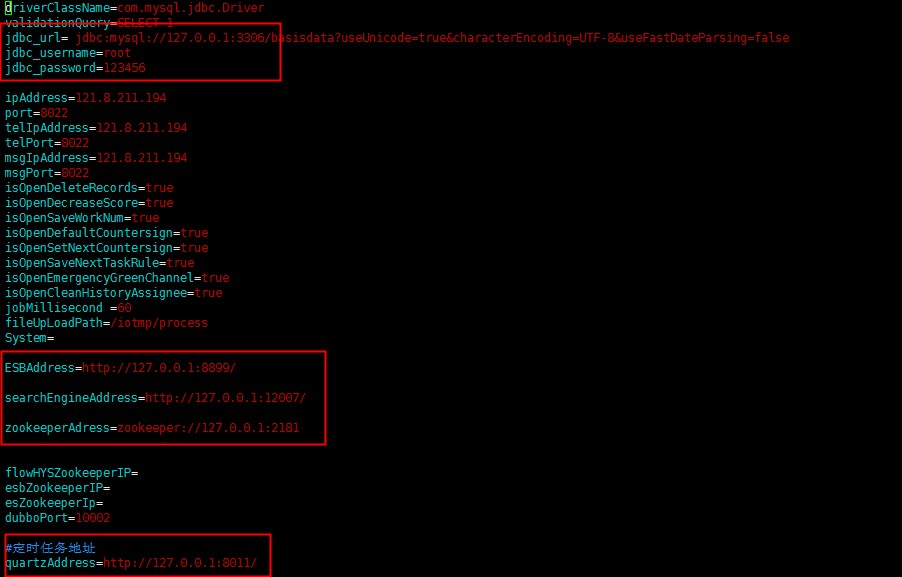 driverClassName=com.mysql.jdbc.Driver
validationQuery=SELECT 1
jdbc_url= jdbc:mysql://127.0.0.1:3306/basisdata?useUnicode=true&characterEncoding=UTF-8&useFastDateParsing=false
jdbc_username=root
jdbc_password=123456
ipAddress=121.8.211.194
port=8022
telIpAddress=121.8.211.194
telPort=8022
msgIpAddress=121.8.211.194
msgPort=8022
isOpenDeleteRecords=true
isOpenDecreaseScore=true
isOpenSaveWorkNum=true
isOpenDefaultCountersign=true
isOpenSetNextCountersign=true
isOpenSaveNextTaskRule=true
isOpenEmergencyGreenChannel=true
isOpenCleanHistoryAssignee=true
jobMillisecond =60
fileUpLoadPath=/iotmp/process
System=
ESBAddress=http://127.0.0.1:8899/
searchEngineAddress=http://127.0.0.1:12007/
zookeeperAdress=zookeeper://127.0.0.1:2181
flowHYSZookeeperIP=
esbZookeeperIP=
esZookeeperIp=
dubboPort=10002
#定时任务地址
quartzAddress=http://127.0.0.1:8011/